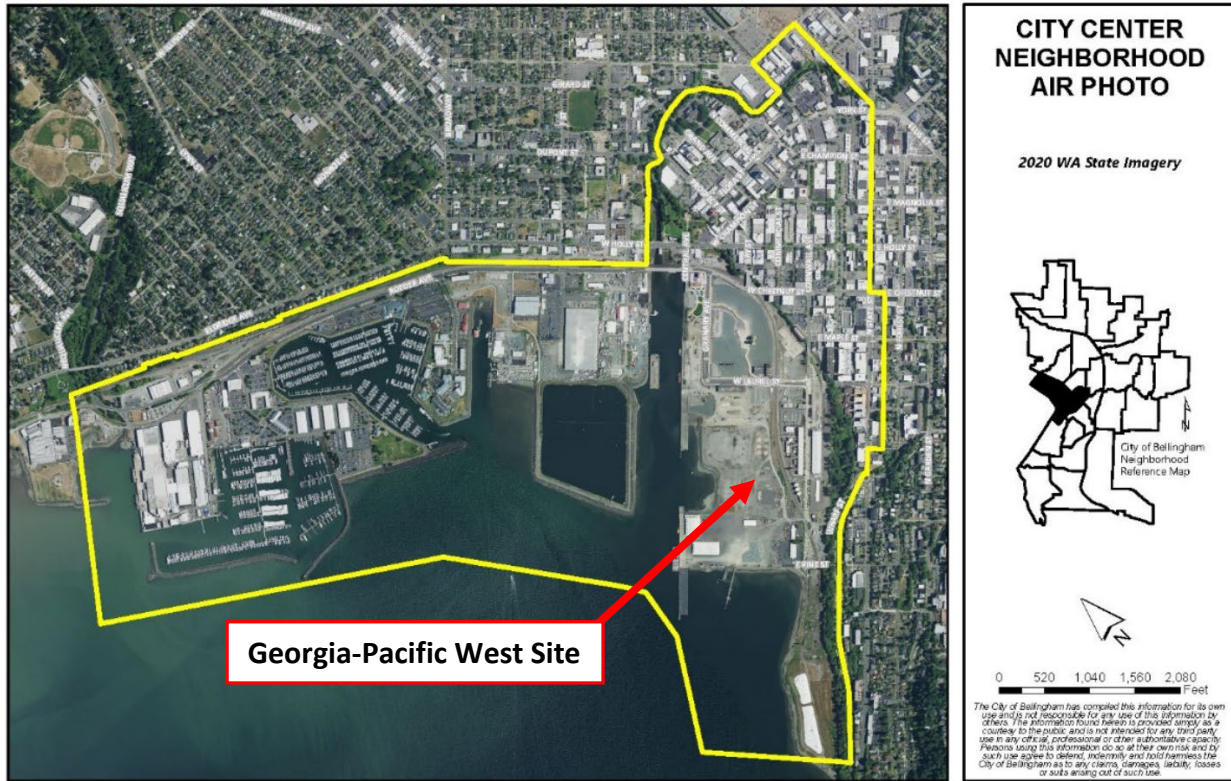 NORTHWEST AVE
GIRARD ST
DUPONT ST
YORK ST
E CHAMPION ST
E MAGNOLIA ST
W HOLLY ST
E HOLLY ST
W CHESTNUT ST
E CHESTNUT ST
E MAPLE ST
W LAUREL ST
ROEDER AVE
ELDRIDGE AVE
E PINE ST
Georgia-Pacific West Site
CITY CENTER
NEIGHBORHOOD
AIR PHOTO
2020 WA State Imagery
N
City of Bellingham
Neighborhood
Reference Map
N
0 520 1,040 1,560 2,080
Feet
The City of Bellingham has compiled this information for its own
use and is not responsible for any use of this information by
others. The information found herein is provided simply as a
courtesy to the public and is not intended for any third party
use in any official, professional or other authoritative capacity.
Persons using this information do so at their own risk and by
such use agree to defend, indemnify and hold harmless the
City of Bellingham as to any claims, damages, liability, losses
or suits arising out of such use.